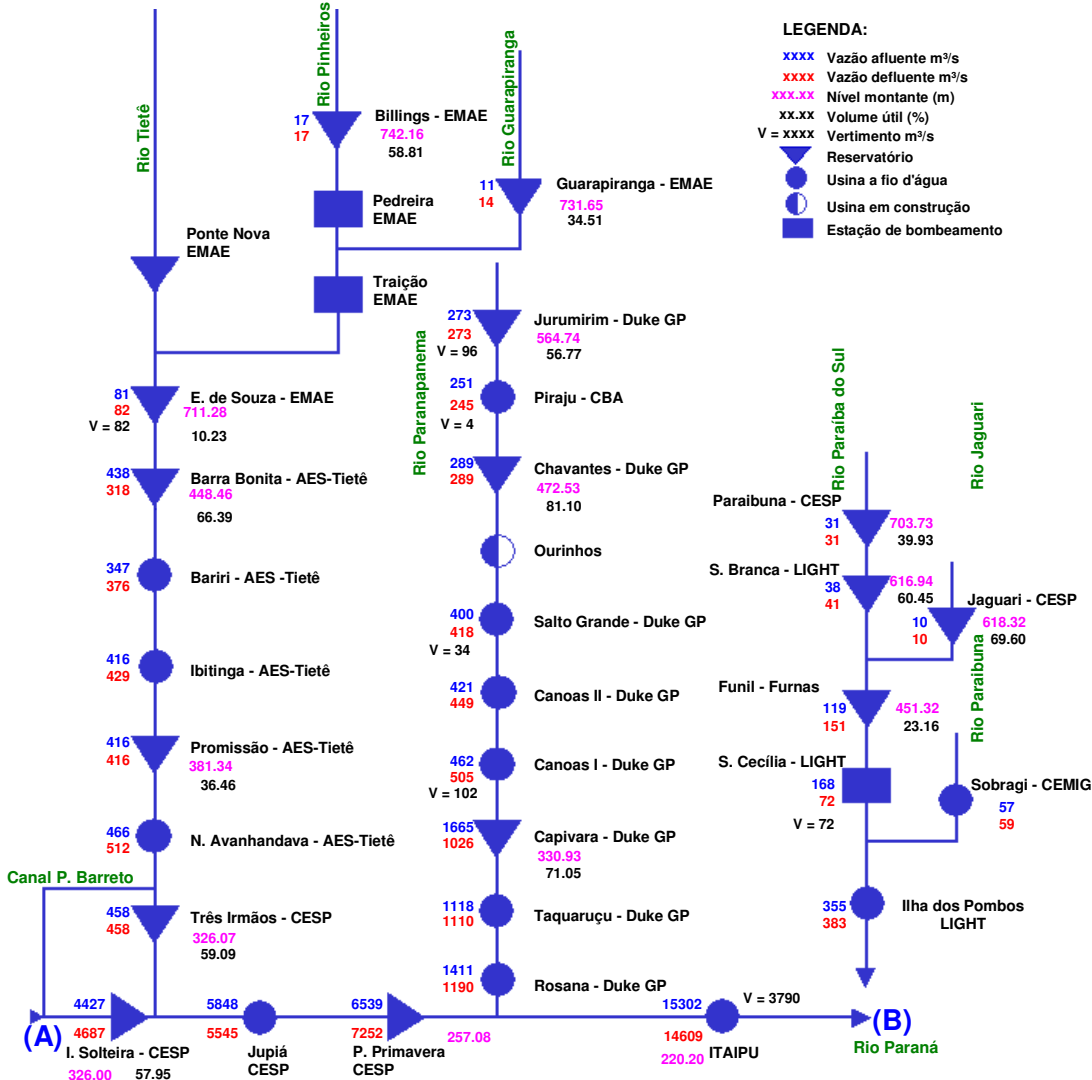 LEGENDA:
xxxx Vazão afluente m³/s
xxxx Vazão defluente m³/s
xxx.xx Nível montante (m)
xx.xx Volume útil (%)
V = xxxx Vertimento m³/s
Reservatório
Usina a fio d'água
Usina em construção
Estação de bombeamento
Rio Tietê
Rio Pinheiros
Rio Guarapiranga
17
17
Billings - EMAE
742.16
58.81
Pedreira
EMAE
11
14
Guarapiranga - EMAE
731.65
34.51
Ponte Nova
EMAE
Traição
EMAE
81
82
V = 82
E. de Souza - EMAE
711.28
10.23
438
318
Barra Bonita - AES-Tietê
448.46
66.39
347
376
Bariri - AES -Tietê
416
429
Ibitinga - AES-Tietê
416
416
Promissão - AES-Tietê
381.34
36.46
466
512
N. Avanhandava - AES-Tietê
Canal P. Barreto
458
458
Três Irmãos - CESP
326.07
59.09
Rio Paranapanema
273
273
V = 96
Jurumirim - Duke GP
564.74
56.77
251
245
V = 4
Piraju - CBA
289
289
Chavantes - Duke GP
472.53
81.10
Ourinhos
400
418
V = 34
Salto Grande - Duke GP
421
449
Canoas II - Duke GP
462
505
V = 102
Canoas I - Duke GP
1665
1026
Capivara - Duke GP
330.93
71.05
1118
1110
Taquaruçu - Duke GP
1411
1190
Rosana - Duke GP
Rio Paraíba do Sul
Rio Jaguari
Paraibuna - CESP
31
31
703.73
39.93
S. Branca - LIGHT
38
41
616.94
60.45
Jaguari - CESP
10
10
618.32
69.60
Rio Paraibuna
Funil - Furnas
119
151
451.32
23.16
S. Cecília - LIGHT
168
72
V = 72
Sobragi - CEMIG
57
59
355
383
Ilha dos Pombos
LIGHT
(A)
4427
4687
I. Solteira - CESP
326.00 57.95
5848
5545
Jupiá
CESP
6539
7252
P. Primavera
CESP
257.08
15302
14609
220.20
V = 3790
ITAIPU
(B)
Rio Paraná